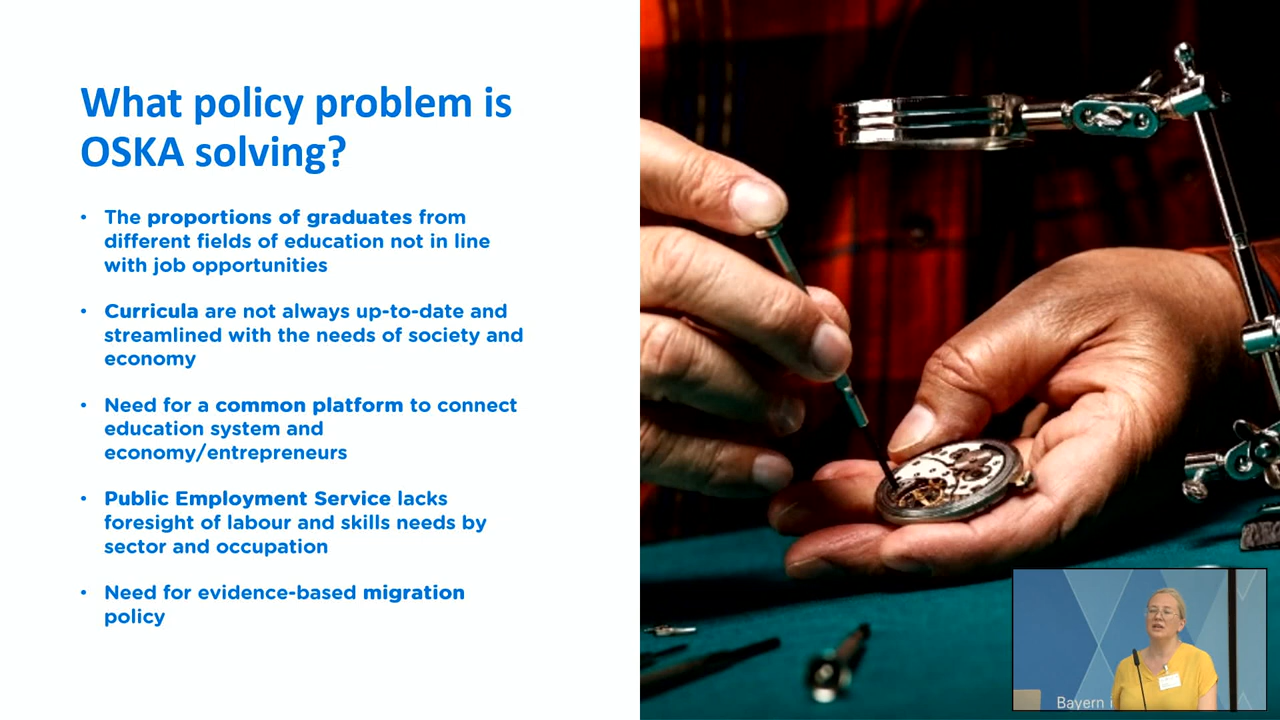 What policy problem is
OSKA solving?
• The proportions of graduates from
different fields of education not in line
with job opportunities
• Curricula are not always up-to-date and
streamlined with the needs of society and
economy
• Need for a common platform to connect
education system and
economy/entrepreneurs
• Public Employment Service lacks
foresight of labour and skills needs by
sector and occupation
• Need for evidence-based migration
policy
Bayern i